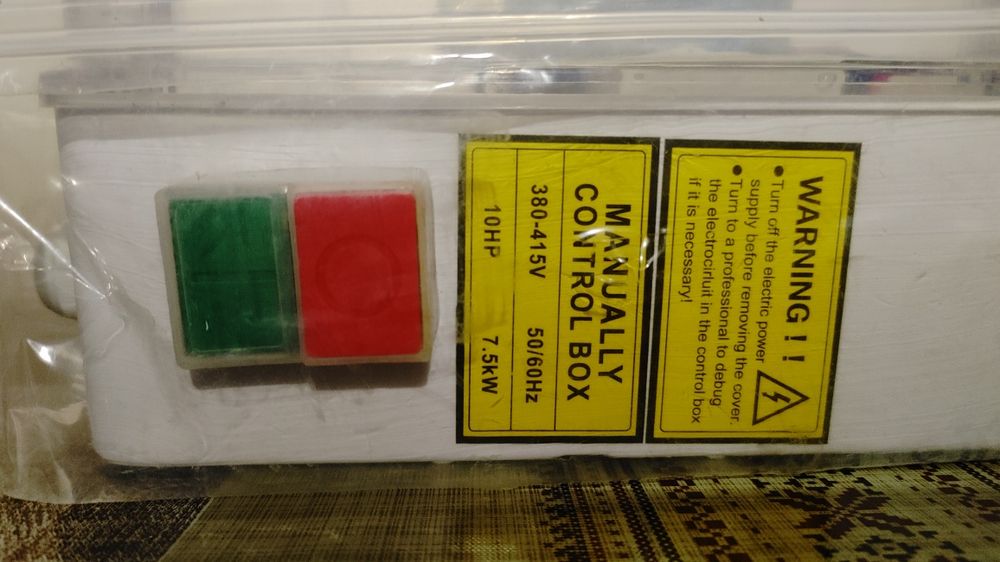 WARNING!!
● Turn off the electric power
supply before removing the cover.
● Turn to a professional to debug
the electrocirluit in the control box
if it is necessary!
MANUALLY
CONTROL BOX
380-415V 50/60Hz
10HP 7.5kW